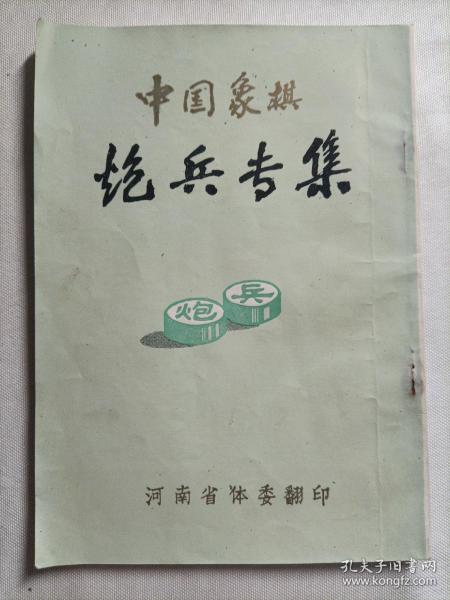 中国象棋
炮兵专集
炮 兵
河南省体委翻印
孔夫子旧书网
www.kongfz.com